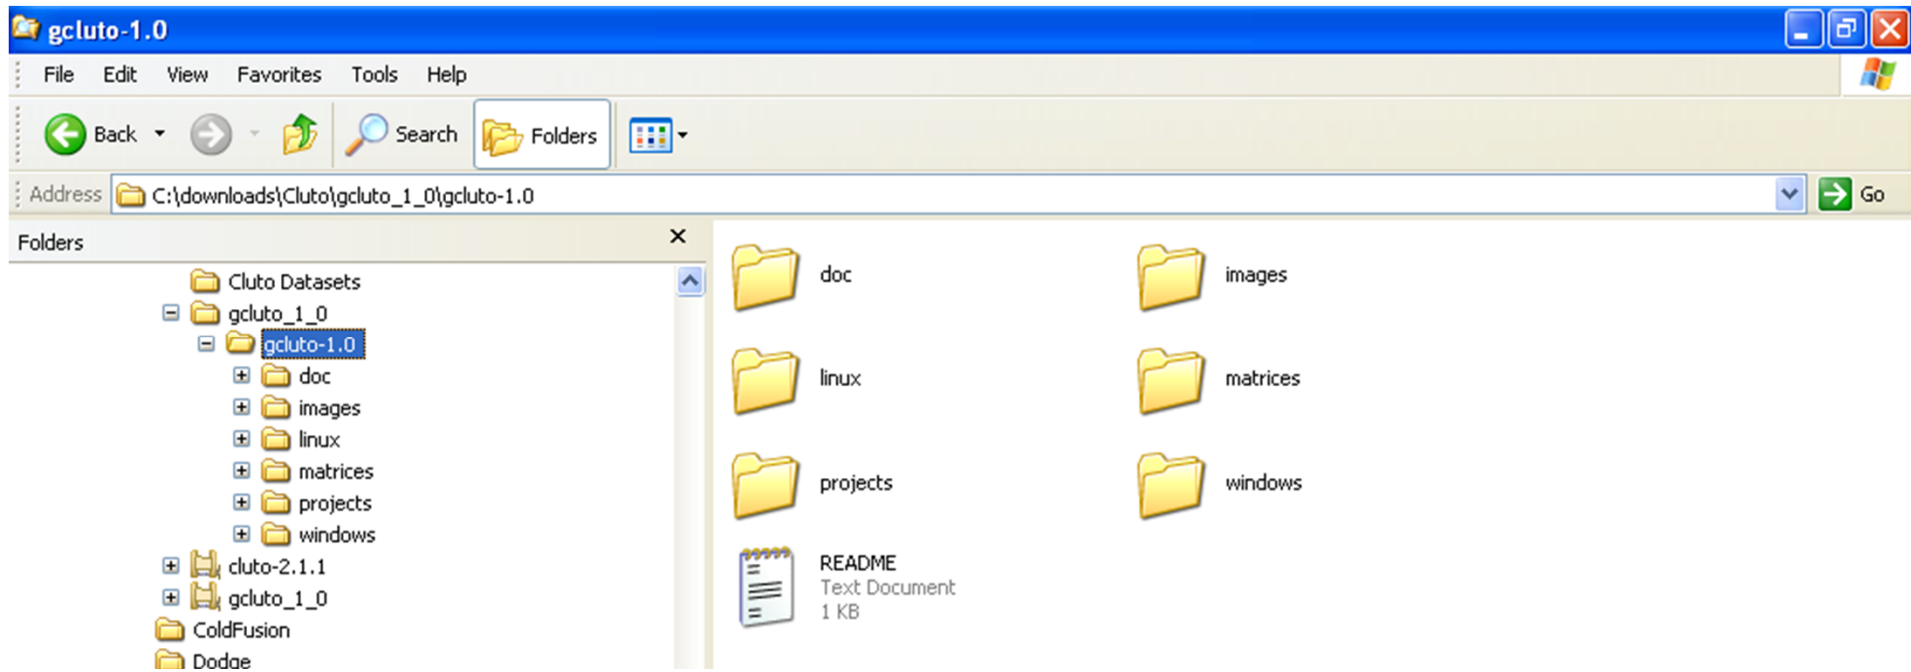 gcluto-1.0
File Edit View Favorites Tools Help
Back Search Folders
Address C:\downloads\Cluto\gcluto_1_0\gcluto-1.0 Go
Folders
Cluto Datasets
gcluto_1_0
gcluto-1.0
doc
images
linux
matrices
projects
windows
cluto-2.1.1
gcluto_1_0
ColdFusion
Dodge
doc
images
linux
matrices
projects
windows
README
Text Document
1 KB